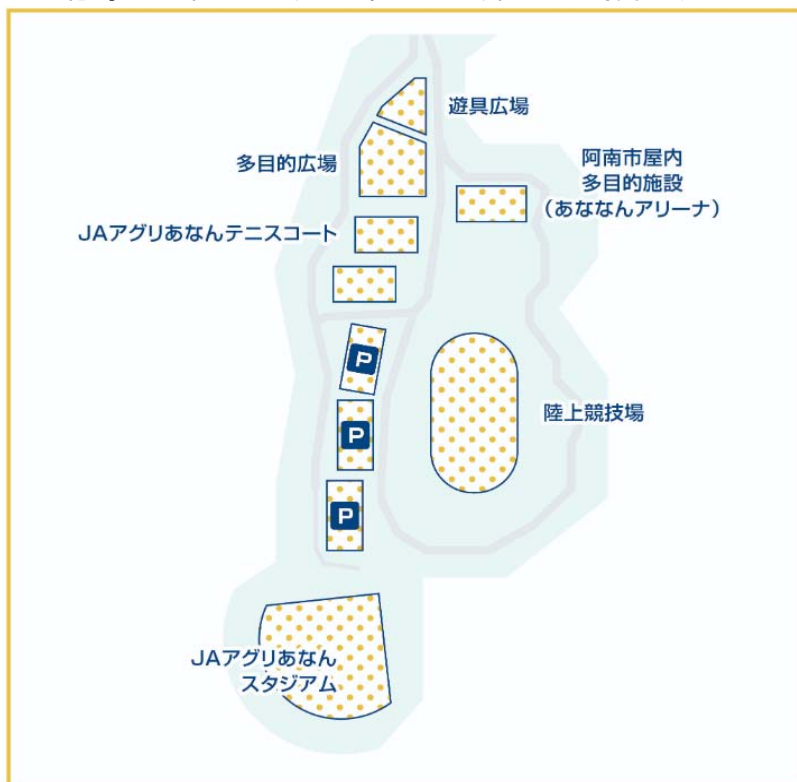 遊具広場
多目的広場
阿南市屋内
多目的施設
（あななんアリーナ）
JAアグリあなんテニスコート
P
陸上競技場
P
P
JAアグリあなん
スタジアム